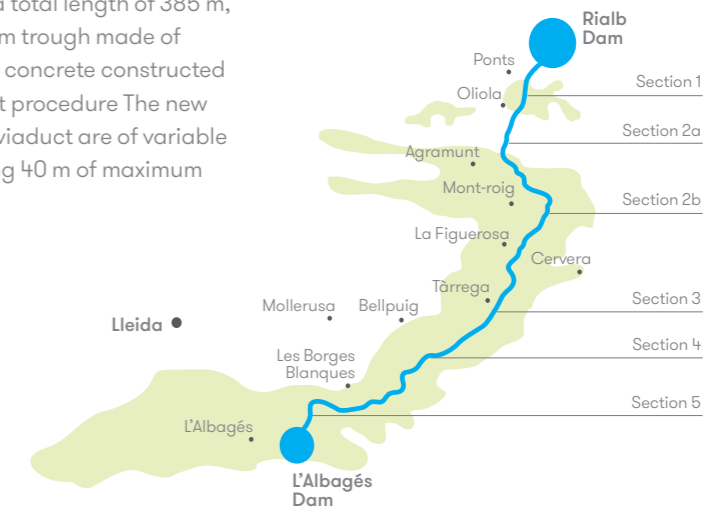 a total length of 385 m,
m trough made of
concrete constructed
t procedure The new
viaduct are of variable
ng 40 m of maximum
Rialb
Dam
Ponts
Section 1
Oliola
Section 2a
Agramunt
Mont-roig
Section 2b
La Figuerosa
Cervera
Tàrrega
Section 3
Mollerusa
Bellpuig
Lleida
Section 4
Les Borges
Blanques
Section 5
L'Albagés
L'Albagés
Dam